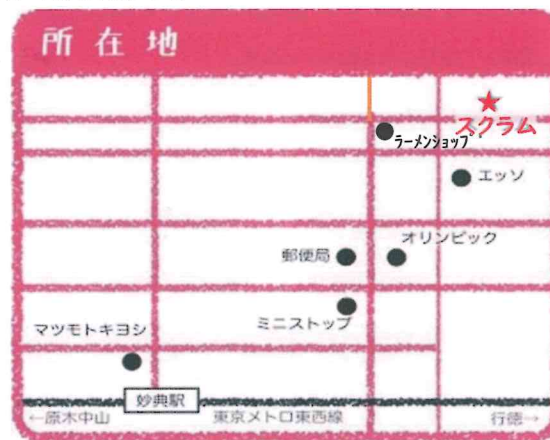 所在地
スクラム
ラーメンショップ
エッソ
オリンピック
郵便局
ミニストップ
マツモトキヨシ
妙典駅
←原木中山
東京メトロ東西線
行徳→